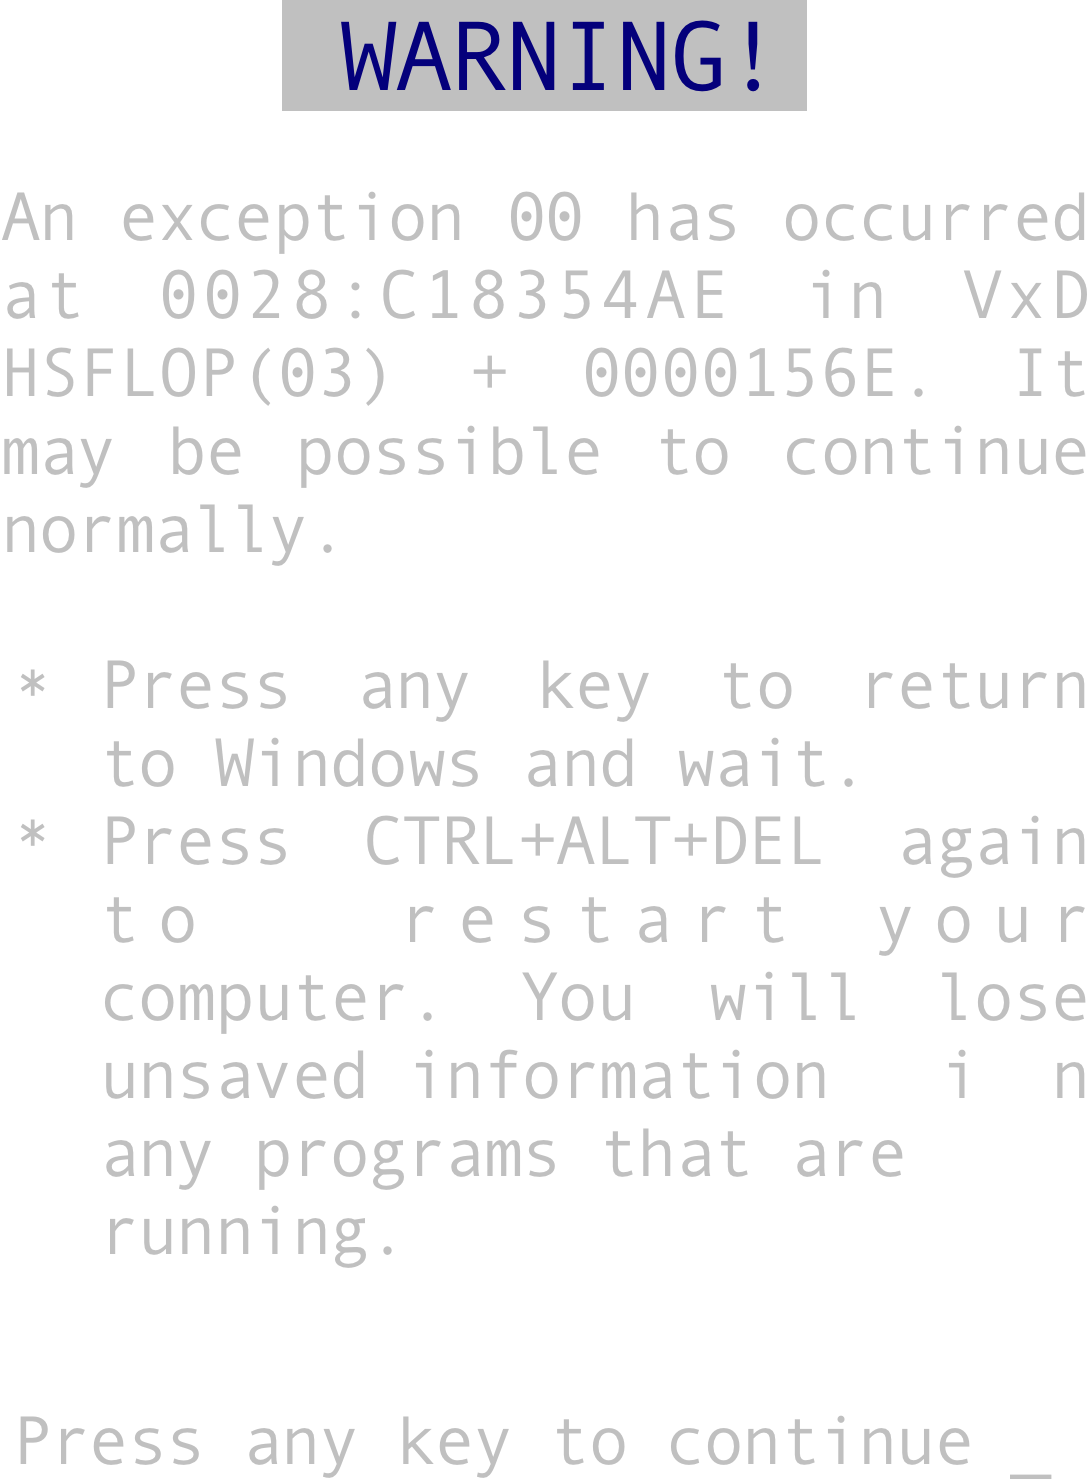 WARNING!
An exception 00 has occurred
at 0028:C18354AE in VxD
HSFLOP(03) + 0000156E. It
may be possible to continue
normally.
* Press any key to return
to Windows and wait.
* Press CTRL+ALT+DEL again
to restart your
computer. You will lose
unsaved information in
any programs that are
running.
Press any key to continue _